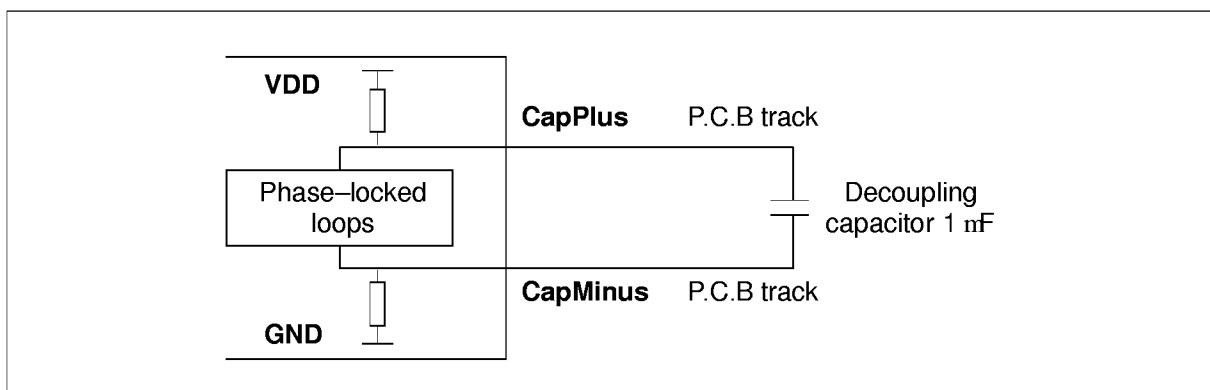 VDD
CapPlus P.C.B track
Phase–locked
loops
Decoupling
capacitor 1 mF
CapMinus P.C.B track
GND